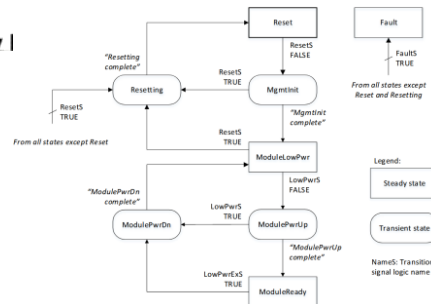 Reset
Fault
"Resetting
complete"
ResetS
FALSE
FaultS
TRUE
Resetting
ResetS
TRUE
MgmtInit
From all states except
Reset and Resetting
ResetS
TRUE
"MgmtInit
complete"
From all states except Reset
ResetS
TRUE
ModuleLowPwr
Legend:
"ModulePwrDn
complete"
LowPwrS
FALSE
Steady state
ModulePwrDn
LowPwrS
TRUE
ModulePwrUp
Transient state
"ModulePwrUp
complete"
NameS: Transition
signal logic name
LowPwrExS
TRUE
ModuleReady